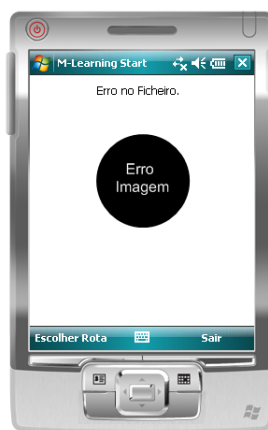 M-Learning Start
Erro no Ficheiro.
Erro
Imagem
Escolher Rota
Sair